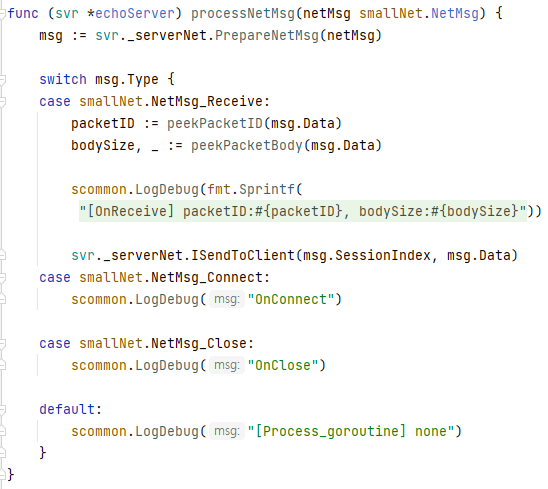 func (svr *echoServer) processNetMsg(netMsg smallNet.NetMsg) {
    msg := svr._serverNet.PrepareNetMsg(netMsg)

    switch msg.Type {
    case smallNet.NetMsg_Receive:
        packetID := peekPacketID(msg.Data)
        bodySize, _ := peekPacketBody(msg.Data)

        scommon.LogDebug(fmt.Sprintf(
         "[OnReceive] packetID:#{packetID}, bodySize:#{bodySize}"))

        svr._serverNet.ISendToClient(msg.SessionIndex, msg.Data)
    case smallNet.NetMsg_Connect:
        scommon.LogDebug( msg: "OnConnect")

    case smallNet.NetMsg_Close:
        scommon.LogDebug( msg: "OnClose")

    default:
        scommon.LogDebug( msg: "[Process_goroutine] none")
    }
}